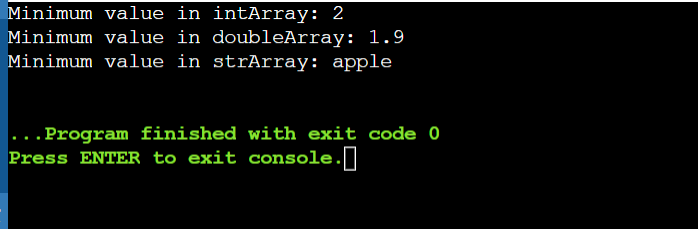 Minimum value in intArray: 2
Minimum value in doubleArray: 1.9
Minimum value in strArray: apple
...Program finished with exit code 0
Press ENTER to exit console.